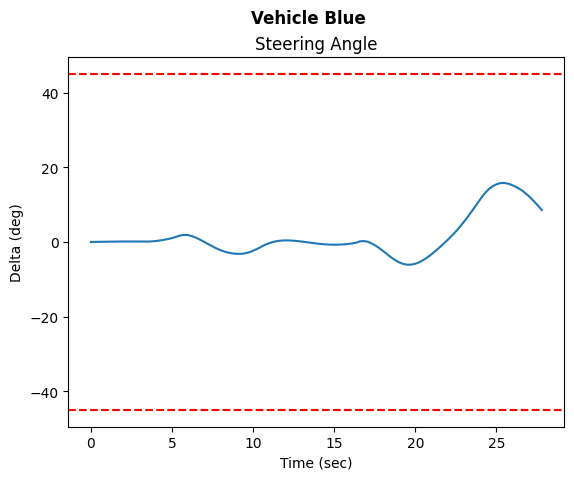 Vehicle Blue
Steering Angle
Delta (deg)
40
20
0
−20
−40
0 5 10 15 20 25
Time (sec)